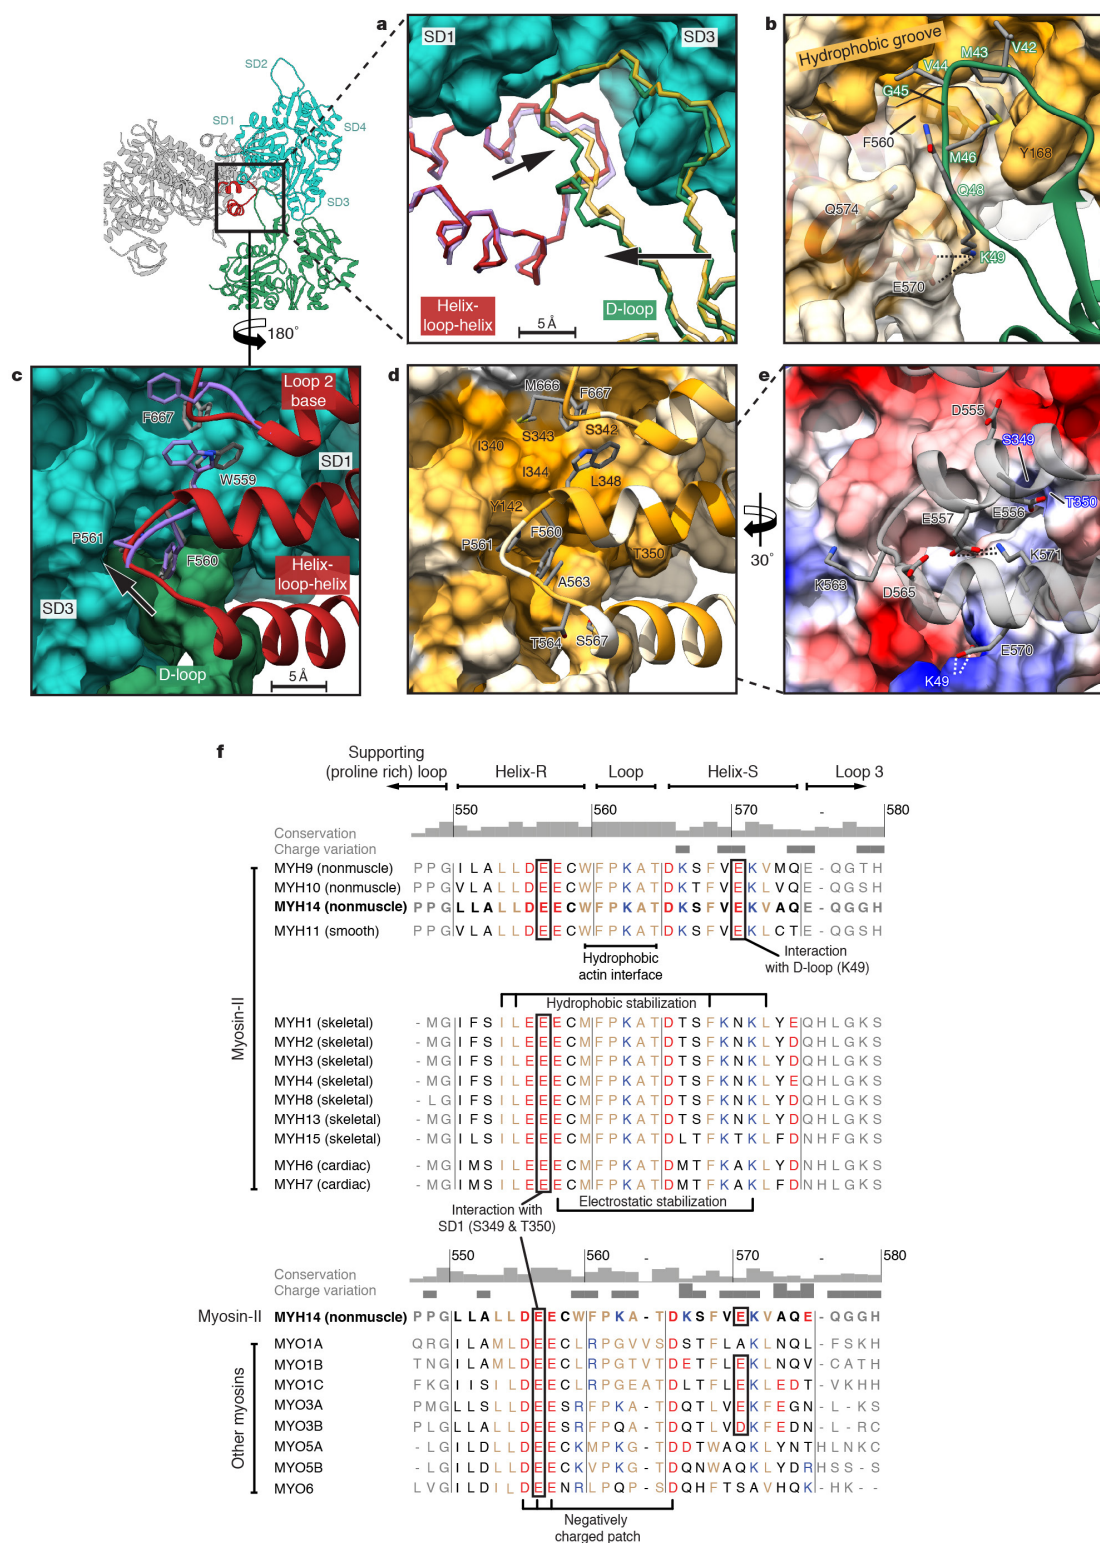 a
SD1
SD3
Helix-
loop-helix
D-loop
5 Å
SD2
SD1
SD4
SD3
180°
b
Hydrophobic groove
M43
V42
V44
G45
F560
M46
Y168
Q48
Q574
K49
E570
c
Loop 2
base
F667
SD1
W559
P561
F560
Helix-
loop-helix
SD3
D-loop
5 Å
d
M666
F667
S343
S342
I340
I344
L348
Y142
F560
P561
T350
A563
T564
S567
30°
e
D555
S349
T350
E556
E557
K571
K563
D565
E570
K49
f
Supporting
(proline rich) loop
Helix-R
Loop
Helix-S
Loop 3
550 560 570 - 580
Conservation
Charge variation
MYH9 (nonmuscle) P P G I L A L L D E E C W F P K A T D K S F V E K V M Q E - Q G T H
MYH10 (nonmuscle) P P G V L A L L D E E C W F P K A T D K S F V E K L V Q E - Q G S H
MYH14 (nonmuscle) P P G L L A L L D E E C W F P K A T D K S F V E K V A Q E - Q G G H
MYH11 (smooth) P P G V L A L L D E E C W F P K A T D K S F V E K L C T E - Q G S H
Hydrophobic
actin interface
Interaction
with D-loop (K49)
Myosin-II
Hydrophobic stabilization
MYH1 (skeletal) - M G I F S I L E E E C M F P K A T D T S F K N K L Y E Q H L G K S
MYH2 (skeletal) - M G I F S I L E E E C M F P K A T D T S F K N K L Y D Q H L G K S
MYH3 (skeletal) - M G I F S I L E E E C M F P K A T D T S F K N K L Y D Q H L G K S
MYH4 (skeletal) - M G I F S I L E E E C M F P K A T D T S F K N K L Y E Q H L G K S
MYH8 (skeletal) - L G I F S I L E E E C M F P K A T D T S F K N K L Y D Q H L G K S
MYH13 (skeletal) - M G I F S I L E E E C M F P K A T D T S F K N K L Y D Q H L G K S
MYH15 (skeletal) - M G I L S I L E E E C M F P K A T D L T F K T K L F D N H F G K S
MYH6 (cardiac) - M G I M S I L E E E C M F P K A T D M T F K A K L Y D N H L G K S
MYH7 (cardiac) - M G I M S I L E E E C M F P K A T D M T F K A K L F D N H L G K S
Electrostatic stabilization
Interaction with
SD1 (S349 & T350)
550 560 - 570 - 580
Conservation
Charge variation
Myosin-II MYH14 (nonmuscle) P P G L L A L L D E E C W F P K A - T D K S F V E K V A Q E - Q G G H
Other myosins
MYO1A Q R G I L A M L D E E C L R P G V V S D S T F L A K L N Q L - F S K H
MYO1B T N G I L A M L D E E C L R P G T V T D E T F L E K L N Q V - C A T H
MYO1C F K G I I S I L D E E C L R P G E A T D L T F L E K L E D T - V K H H
MYO3A P M G L L S L L D E E S R F P K A - T D Q T L V E K F E G N - L - K S
MYO3B P L G L L A L L D E E S R F P Q A - T D Q T L V D K F E D N - L - R C
MYO5A - L G I L D L L D E E C K M P K G - T D D T W A Q K L Y N T H L N K C
MYO5B - L G I L D L L D E E C K V P K G - T D Q N W A Q K L Y D R H S S - S
MYO6 L V G I L D I L D E E N R L P Q P - S D Q H F T S A V H Q K - H K - -
Negatively
charged patch